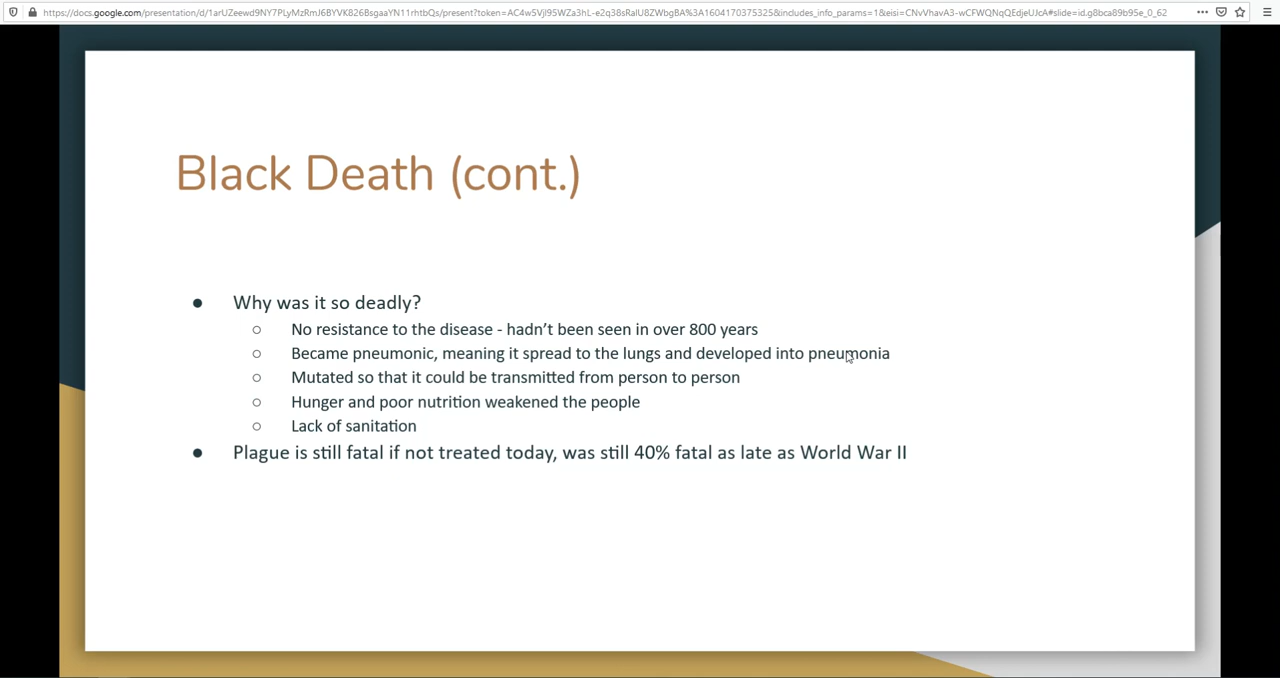 https://docs.google.com/presentation/d/1arUZeewd9NY7PLyMzRmJ6BYVKB26BsgaaYN11rhtbQs/present?token=AC4w5VjI95WZa3hL-e2q38sRalU8ZWbgBA%3A1604170375325&includes_info_params=1&eisi=CNvVhavA3-wCFWQNqQEdjeUJcA#slide=id.g8bca89b95e_0_62
Black Death (cont.)
● Why was it so deadly?
○ No resistance to the disease - hadn't been seen in over 800 years
○ Became pneumonic, meaning it spread to the lungs and developed into pneumonia
○ Mutated so that it could be transmitted from person to person
○ Hunger and poor nutrition weakened the people
○ Lack of sanitation
● Plague is still fatal if not treated today, was still 40% fatal as late as World War II